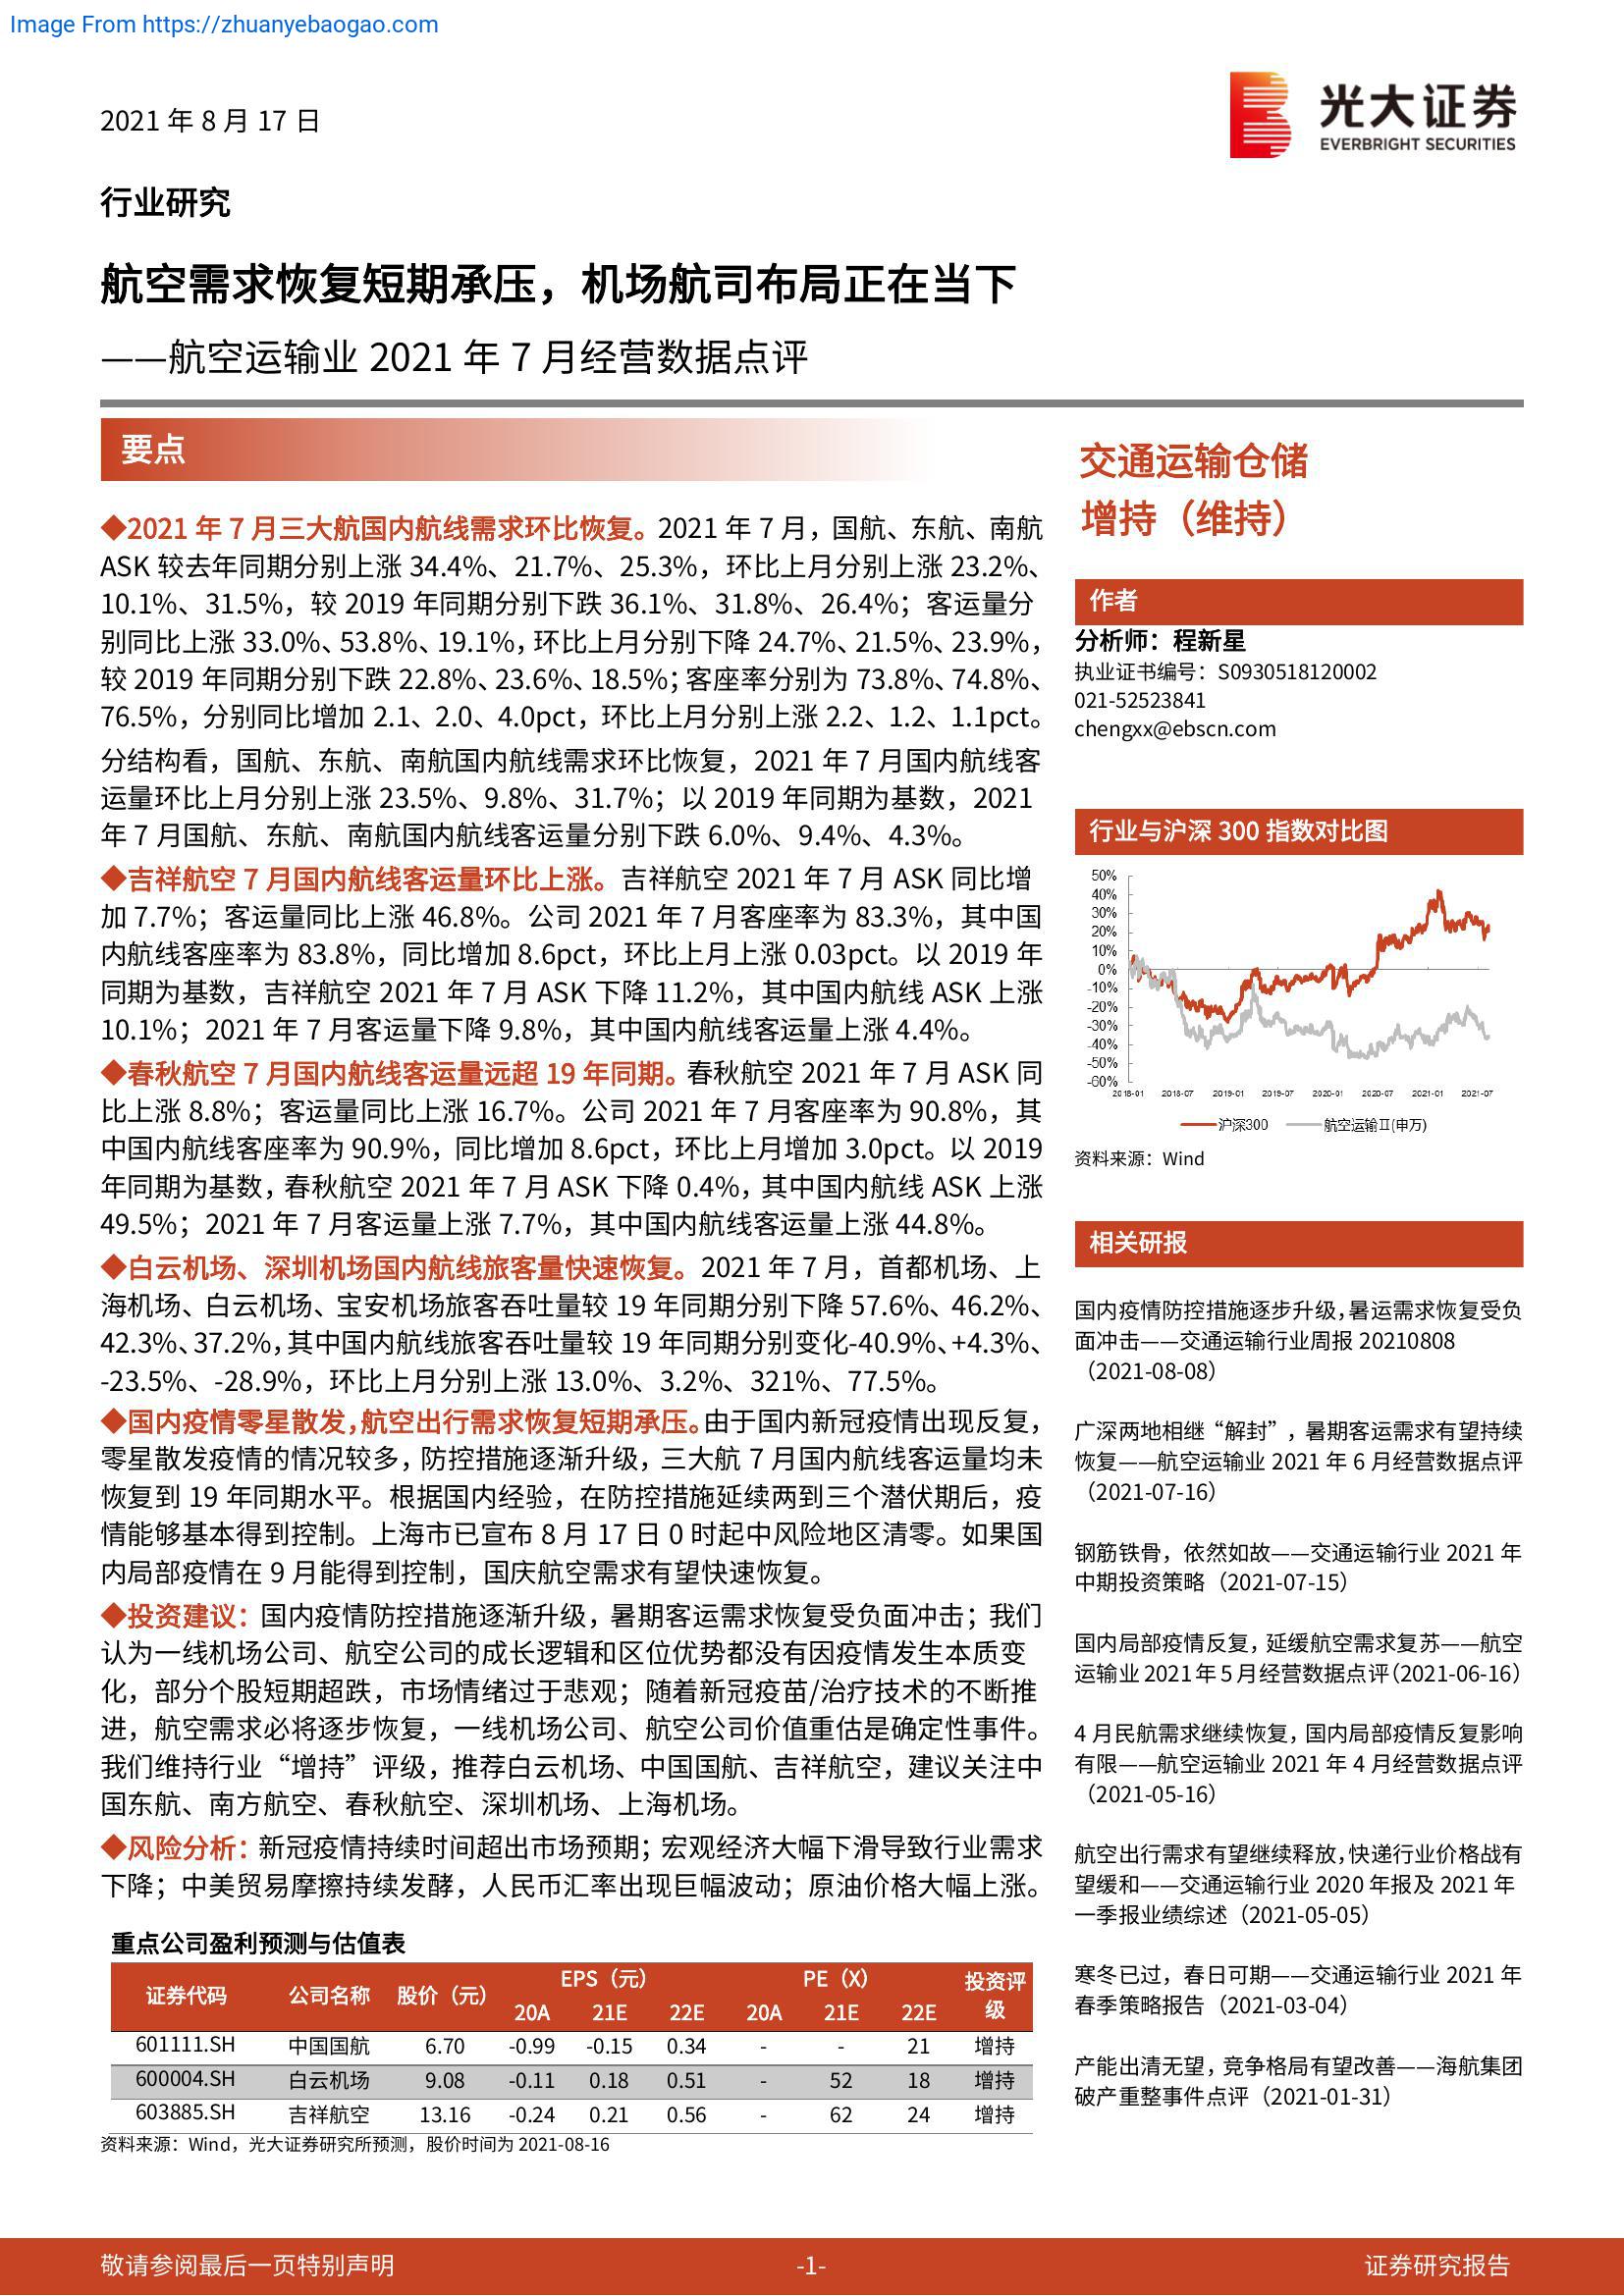 Image From https://zhuanyebaogao.com
2021 年 8 月 17 日
光大证券
EVERBRIGHT SECURITIES
行业研究
航空需求恢复短期承压，机场航司布局正在当下
——航空运输业 2021 年 7 月经营数据点评
要点
◆2021 年 7 月三大航国内航线需求环比恢复。2021 年 7 月，国航、东航、南航
ASK 较去年同期分别上涨 34.4%、21.7%、25.3%，环比上月分别上涨 23.2%、
10.1%、31.5%，较 2019 年同期分别下跌 36.1%、31.8%、26.4%；客运量分
别同比上涨 33.0%、53.8%、19.1%，环比上月分别下降 24.7%、21.5%、23.9%，
较 2019 年同期分别下跌 22.8%、23.6%、18.5%；客座率分别为 73.8%、74.8%、
76.5%，分别同比增加 2.1、2.0、4.0pct，环比上月分别上涨 2.2、1.2、1.1pct。
分结构看，国航、东航、南航国内航线需求环比恢复，2021 年 7 月国内航线客
运量环比上月分别上涨 23.5%、9.8%、31.7%；以 2019 年同期为基数，2021
年 7 月国航、东航、南航国内航线客运量分别下跌 6.0%、9.4%、4.3%。
◆吉祥航空 7 月国内航线客运量环比上涨。吉祥航空 2021 年 7 月 ASK 同比增
加 7.7%；客运量同比上涨 46.8%。公司 2021 年 7 月客座率为 83.3%，其中国
内航线客座率为 83.8%，同比增加 8.6pct，环比上月上涨 0.03pct。以 2019 年
同期为基数，吉祥航空 2021 年 7 月 ASK 下降 11.2%，其中国内航线 ASK 上涨
10.1%；2021 年 7 月客运量下降 9.8%，其中国内航线客运量上涨 4.4%。
◆春秋航空 7 月国内航线客运量远超 19 年同期。春秋航空 2021 年 7 月 ASK 同
比上涨 8.8%；客运量同比上涨 16.7%。公司 2021 年 7 月客座率为 90.8%，其
中国内航线客座率为 90.9%，同比增加 8.6pct，环比上月增加 3.0pct。以 2019
年同期为基数，春秋航空 2021 年 7 月 ASK 下降 0.4%，其中国内航线 ASK 上涨
49.5%；2021 年 7 月客运量上涨 7.7%，其中国内航线客运量上涨 44.8%。
◆白云机场、深圳机场国内航线旅客量快速恢复。2021 年 7 月，首都机场、上
海机场、白云机场、宝安机场旅客吞吐量较 19 年同期分别下降 57.6%、46.2%、
42.3%、37.2%，其中国内航线旅客吞吐量较 19 年同期分别变化-40.9%、+4.3%、
-23.5%、-28.9%，环比上月分别上涨 13.0%、3.2%、321%、77.5%。
◆国内疫情零星散发，航空出行需求恢复短期承压。由于国内新冠疫情出现反复，
零星散发疫情的情况较多，防控措施逐渐升级，三大航 7 月国内航线客运量均未
恢复到 19 年同期水平。根据国内经验，在防控措施延续两到三个潜伏期后，疫
情能够基本得到控制。上海市已宣布 8 月 17 日 0 时起中风险地区清零。如果国
内局部疫情在 9 月能得到控制，国庆航空需求有望快速恢复。
◆投资建议：国内疫情防控措施逐渐升级，暑期客运需求恢复受负面冲击；我们
认为一线机场公司、航空公司的成长逻辑和区位优势都没有因疫情发生本质变
化，部分个股短期超跌，市场情绪过于悲观；随着新冠疫苗/治疗技术的不断推
进，航空需求必将逐步恢复，一线机场公司、航空公司价值重估是确定性事件。
我们维持行业“增持”评级，推荐白云机场、中国国航、吉祥航空，建议关注中
国东航、南方航空、春秋航空、深圳机场、上海机场。
◆风险分析：新冠疫情持续时间超出市场预期；宏观经济大幅下滑导致行业需求
下降；中美贸易摩擦持续发酵，人民币汇率出现巨幅波动；原油价格大幅上涨。
重点公司盈利预测与估值表
证券代码 公司名称 股价（元） EPS（元） PE（X） 投资评级
20A 21E 22E 20A 21E 22E
601111.SH 中国国航 6.70 -0.99 -0.15 0.34 - - 21 增持
600004.SH 白云机场 9.08 -0.11 0.18 0.51 - 52 18 增持
603885.SH 吉祥航空 13.16 -0.24 0.21 0.56 - 62 24 增持
资料来源：Wind，光大证券研究所预测，股价时间为 2021-08-16
交通运输仓储
增持（维持）
作者
分析师：程新星
执业证书编号：S0930518120002
021-52523841
chengxx@ebscn.com
行业与沪深 300 指数对比图
50%
40%
30%
20%
10%
0%
-10%
-20%
-30%
-40%
-50%
-60%
2018-01 2018-07 2019-01 2019-07 2020-01 2020-07 2021-01 2021-07
沪深300 航空运输Ⅱ(申万)
资料来源：Wind
相关研报
国内疫情防控措施逐步升级，暑运需求恢复受负
面冲击——交通运输行业周报 20210808
（2021-08-08）
广深两地相继“解封”，暑期客运需求有望持续
恢复——航空运输业 2021 年 6 月经营数据点评
（2021-07-16）
钢筋铁骨，依然如故——交通运输行业 2021 年
中期投资策略（2021-07-15）
国内局部疫情反复，延缓航空需求复苏——航空
运输业 2021 年 5 月经营数据点评（2021-06-16）
4 月民航需求继续恢复，国内局部疫情反复影响
有限——航空运输业 2021 年 4 月经营数据点评
（2021-05-16）
航空出行需求有望继续释放，快递行业价格战有
望缓和——交通运输行业 2020 年报及 2021 年
一季报业绩综述（2021-05-05）
寒冬已过，春日可期——交通运输行业 2021 年
春季策略报告（2021-03-04）
产能出清无望，竞争格局有望改善——海航集团
破产重整事件点评（2021-01-31）
敬请参阅最后一页特别声明 -1- 证券研究报告